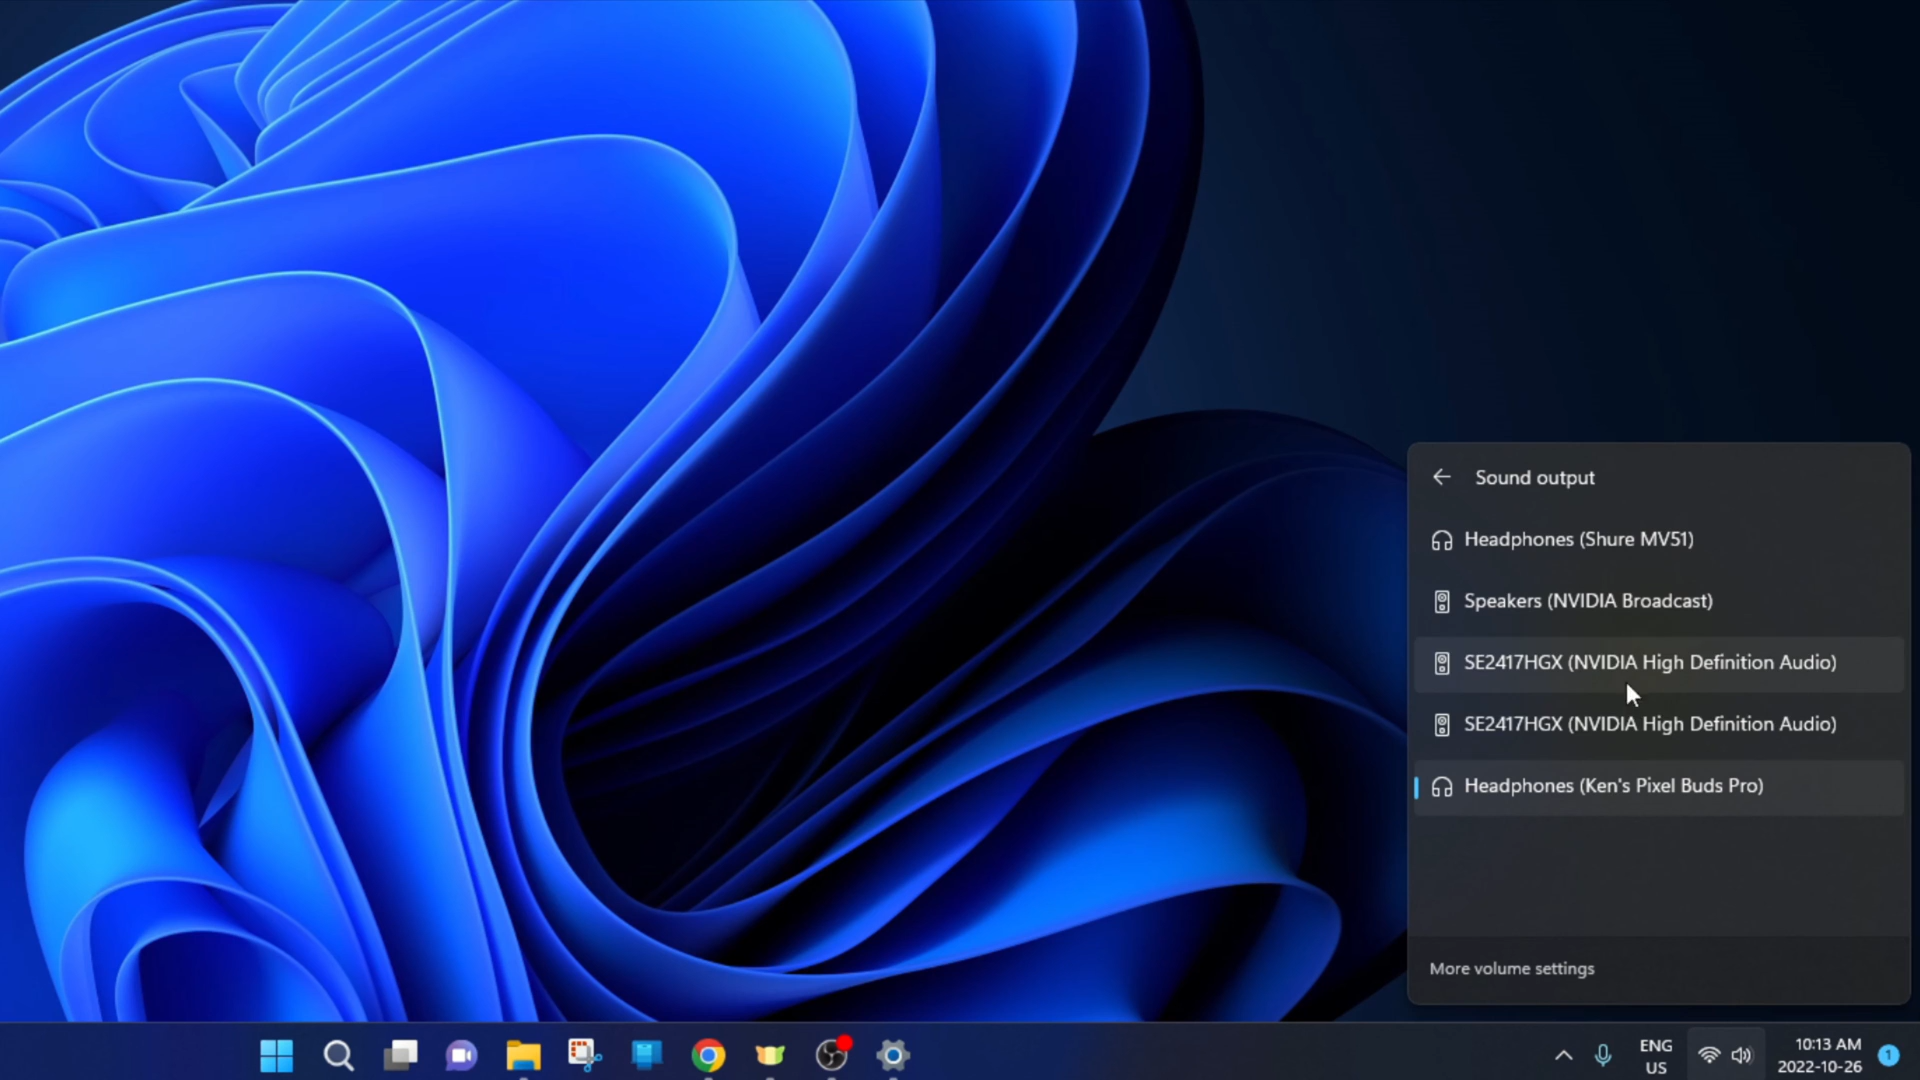 Sound output
Headphones (Shure MV51)
Speakers (NVIDIA Broadcast)
SE2417HGX (NVIDIA High Definition Audio)
SE2417HGX (NVIDIA High Definition Audio)
Headphones (Ken's Pixel Buds Pro)
More volume settings
ENG
US
10:13 AM
2022-10-26
1